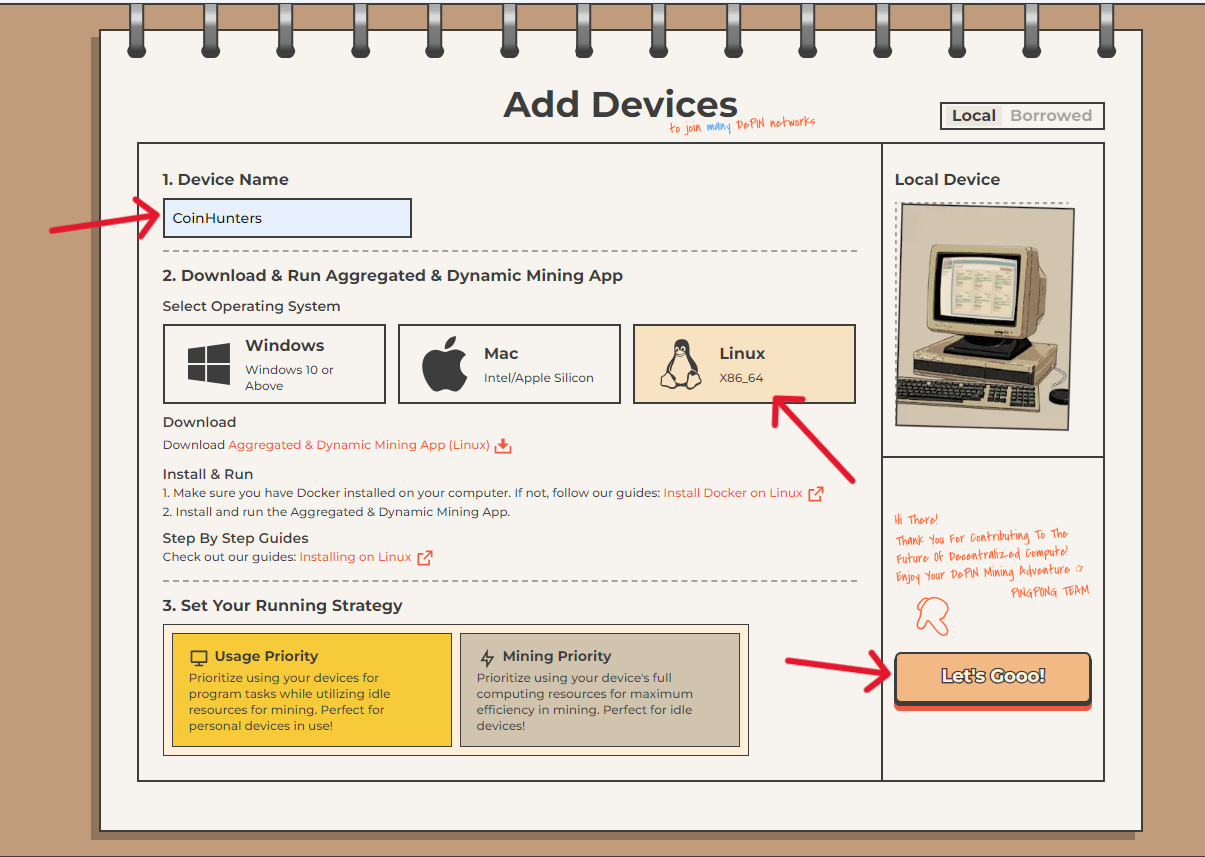 Add Devices
to join many DePIN networks
Local Borrowed
1. Device Name
CoinHunters
2. Download & Run Aggregated & Dynamic Mining App
Select Operating System
Windows
Windows 10 or
Above
Mac
Intel/Apple Silicon
Linux
X86_64
Download
Download Aggregated & Dynamic Mining App (Linux)
Install & Run
1. Make sure you have Docker installed on your computer. If not, follow our guides: Install Docker on Linux
2. Install and run the Aggregated & Dynamic Mining App.
Step By Step Guides
Check out our guides: Installing on Linux
3. Set Your Running Strategy
Usage Priority
Prioritize using your devices for
program tasks while utilizing idle
resources for mining. Perfect for
personal devices in use!
Mining Priority
Prioritize using your device's full
computing resources for maximum
efficiency in mining. Perfect for idle
devices!
Local Device
Hi There!
Thank You For Contributing To The
Future Of Decentralized Compute!
Enjoy Your DePIN Mining Adventure :>
PINGPONG TEAM
Let's Gooo!